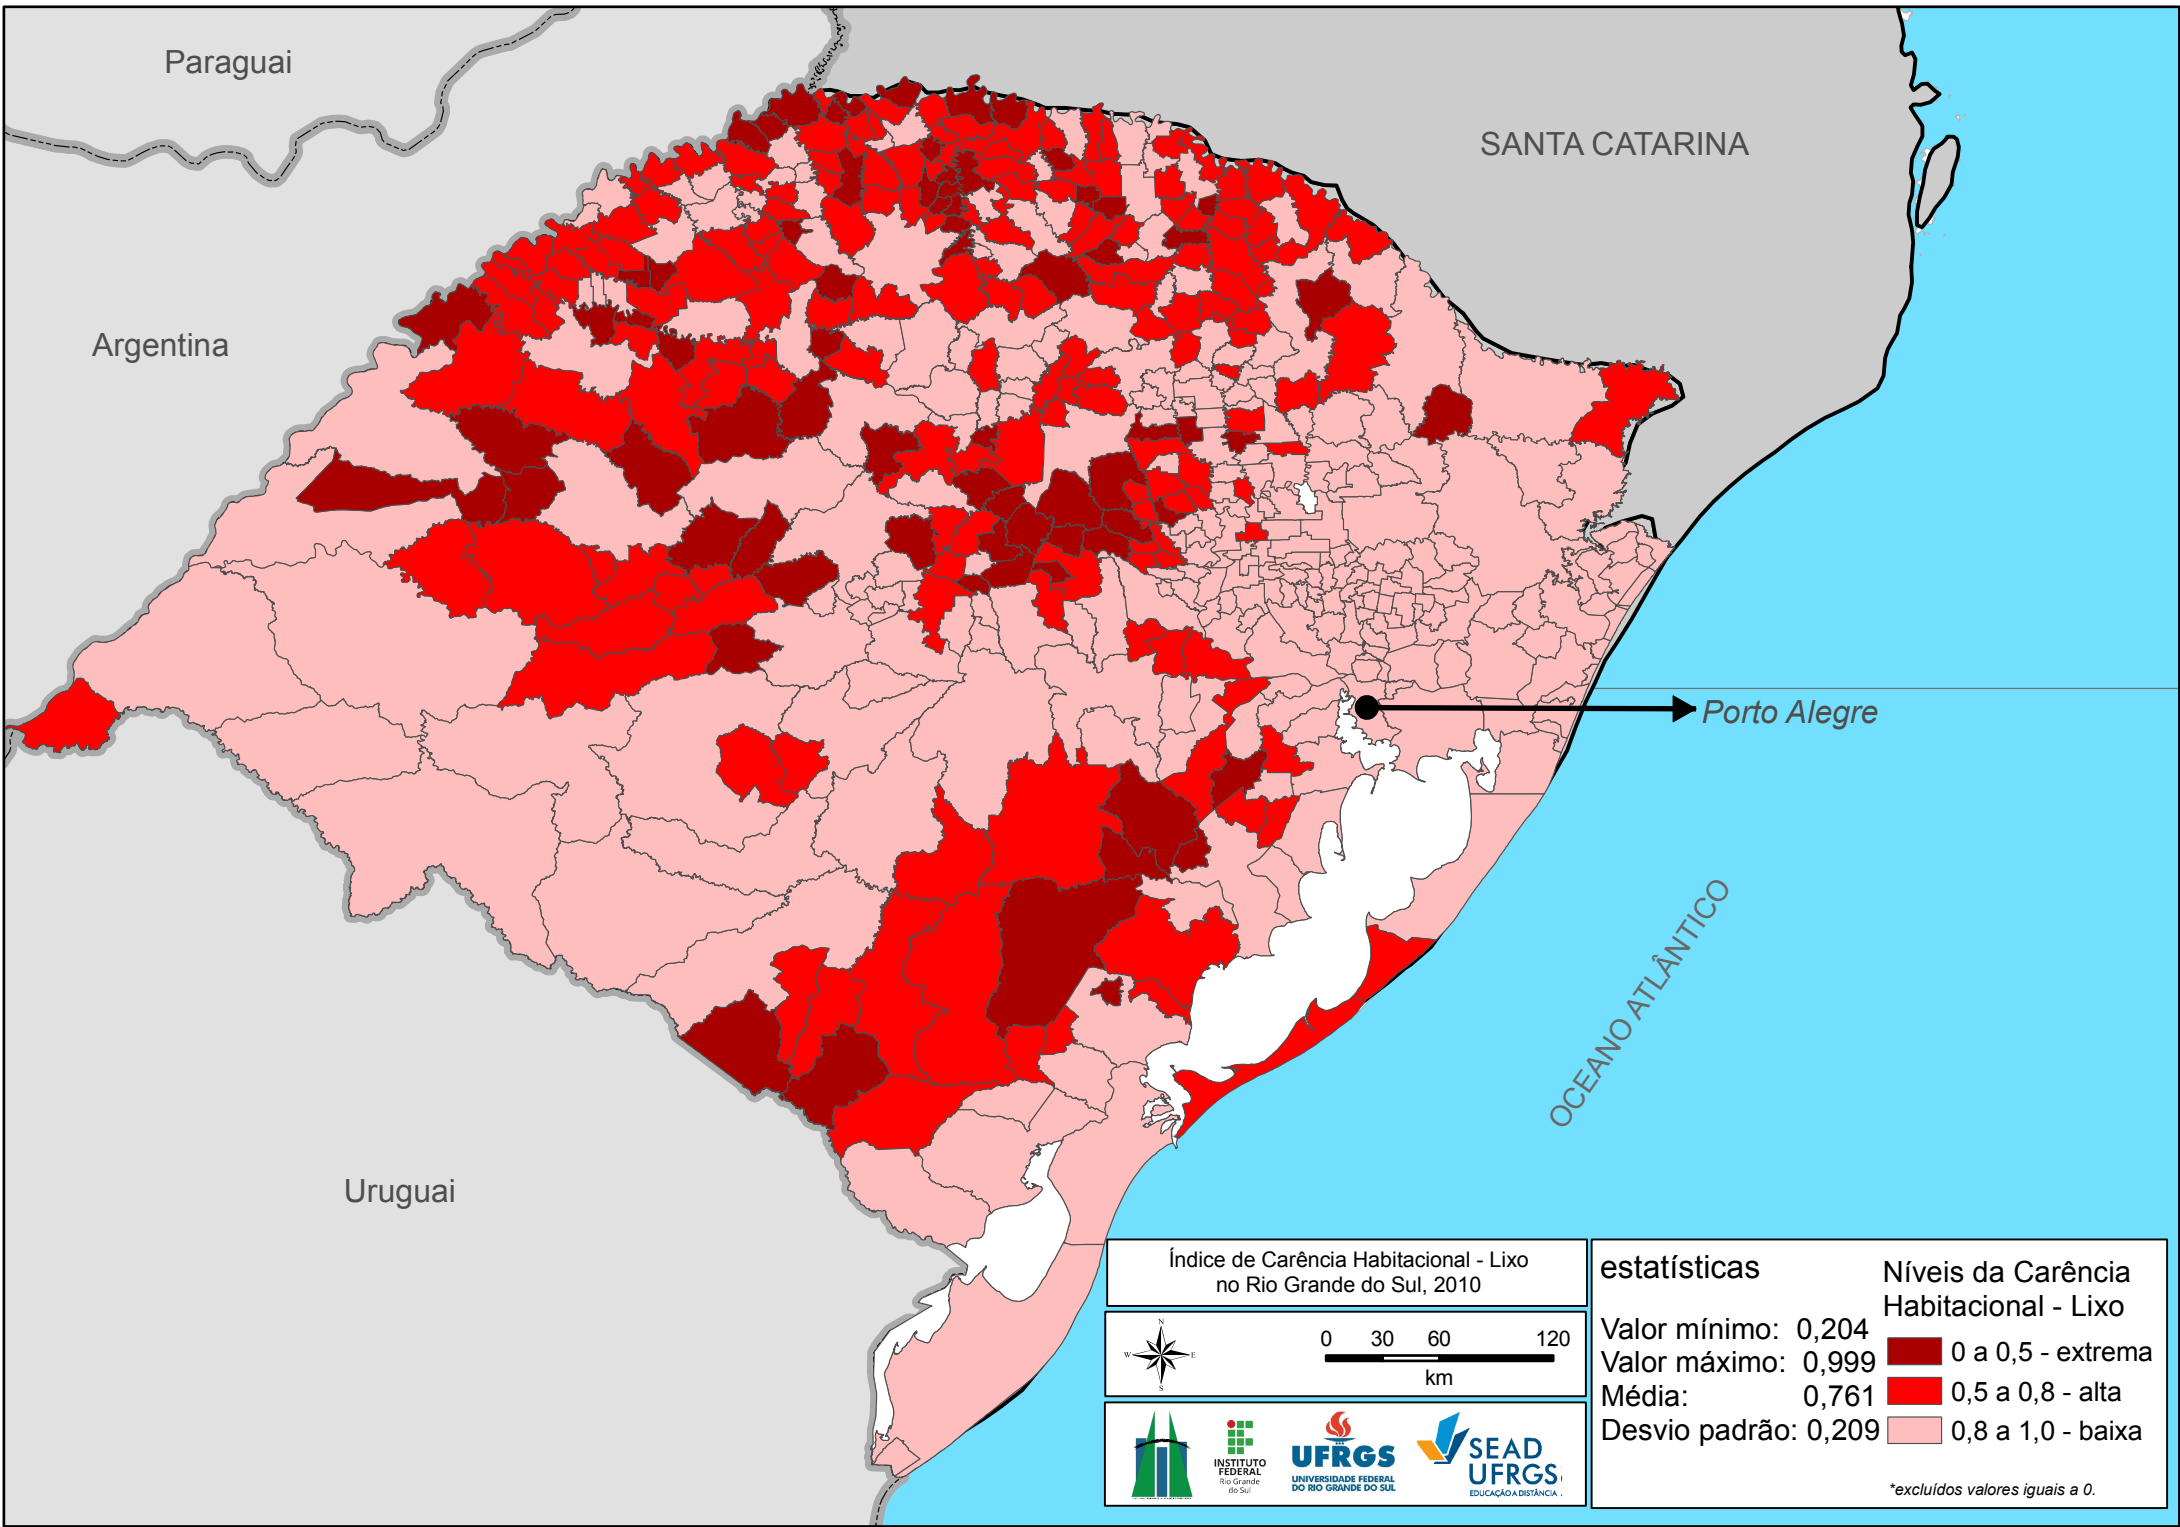 Paraguai
SANTA CATARINA
Argentina
Porto Alegre
OCEANO ATLÂNTICO
Uruguai
Índice de Carência Habitacional - Lixo
no Rio Grande do Sul, 2010
N
W E
S
0 30 60 120
km
INSTITUTO
FEDERAL
Rio Grande
do Sul
UFRGS
UNIVERSIDADE FEDERAL
DO RIO GRANDE DO SUL
SEAD
UFRGS
EDUCAÇÃO A DISTÂNCIA
estatísticas
Valor mínimo: 0,204
Valor máximo: 0,999
Média: 0,761
Desvio padrão: 0,209
Níveis da Carência
Habitacional - Lixo
0 a 0,5 - extrema
0,5 a 0,8 - alta
0,8 a 1,0 - baixa
*excluídos valores iguais a 0.